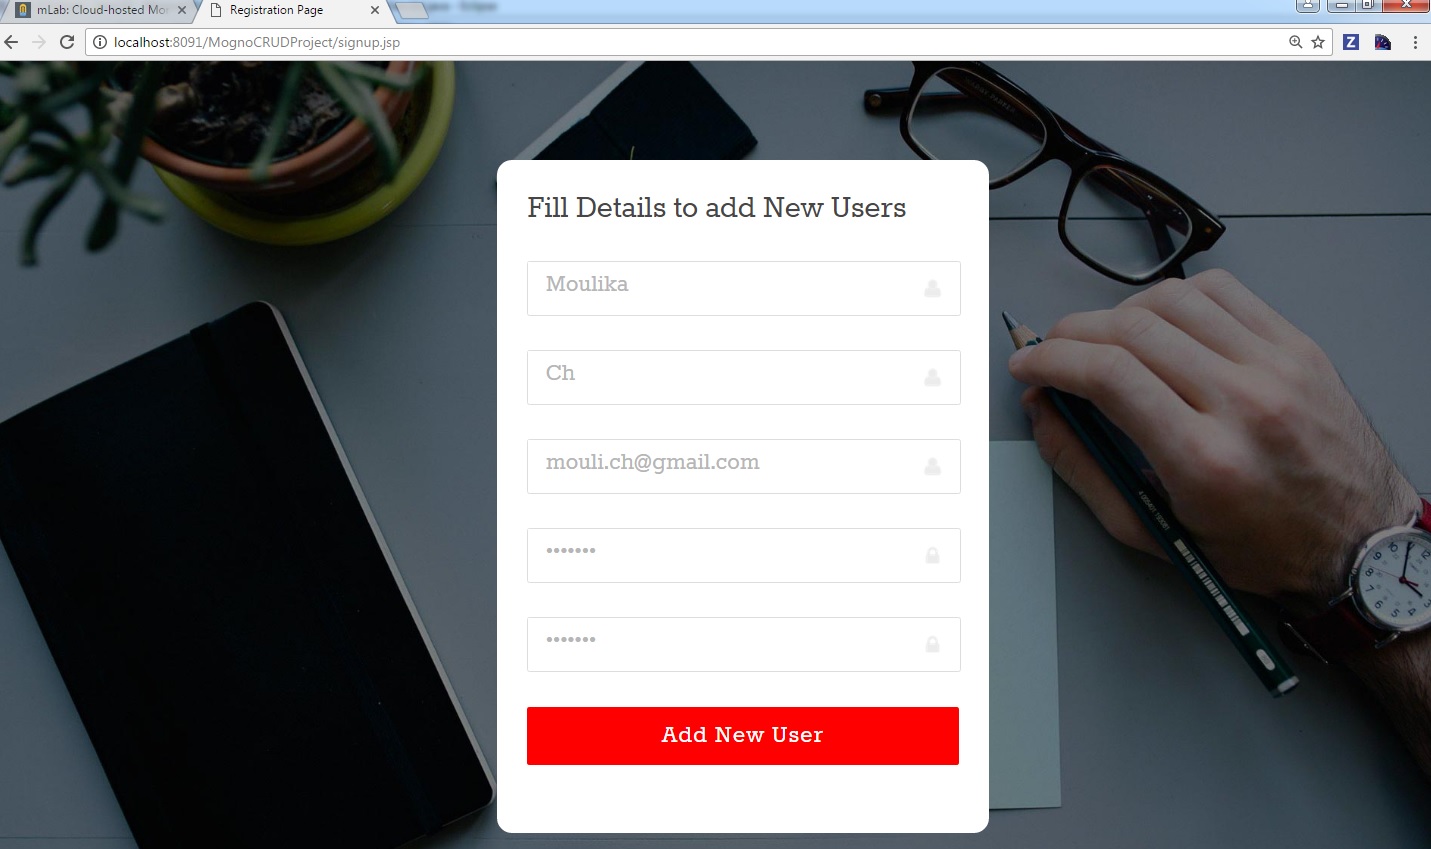 mLab: Cloud-hosted Mo
Registration Page
localhost:8091/MognoCRUDProject/signup.jsp
Fill Details to add New Users
Moulika
Ch
mouli.ch@gmail.com
•••••••
•••••••
Add New User